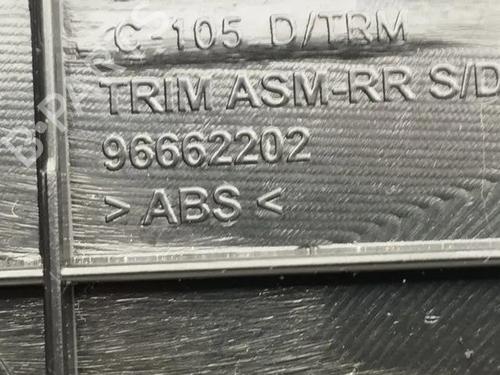 C-105 D/TRM
TRIM ASM-RR S/D
96662202
> ABS <